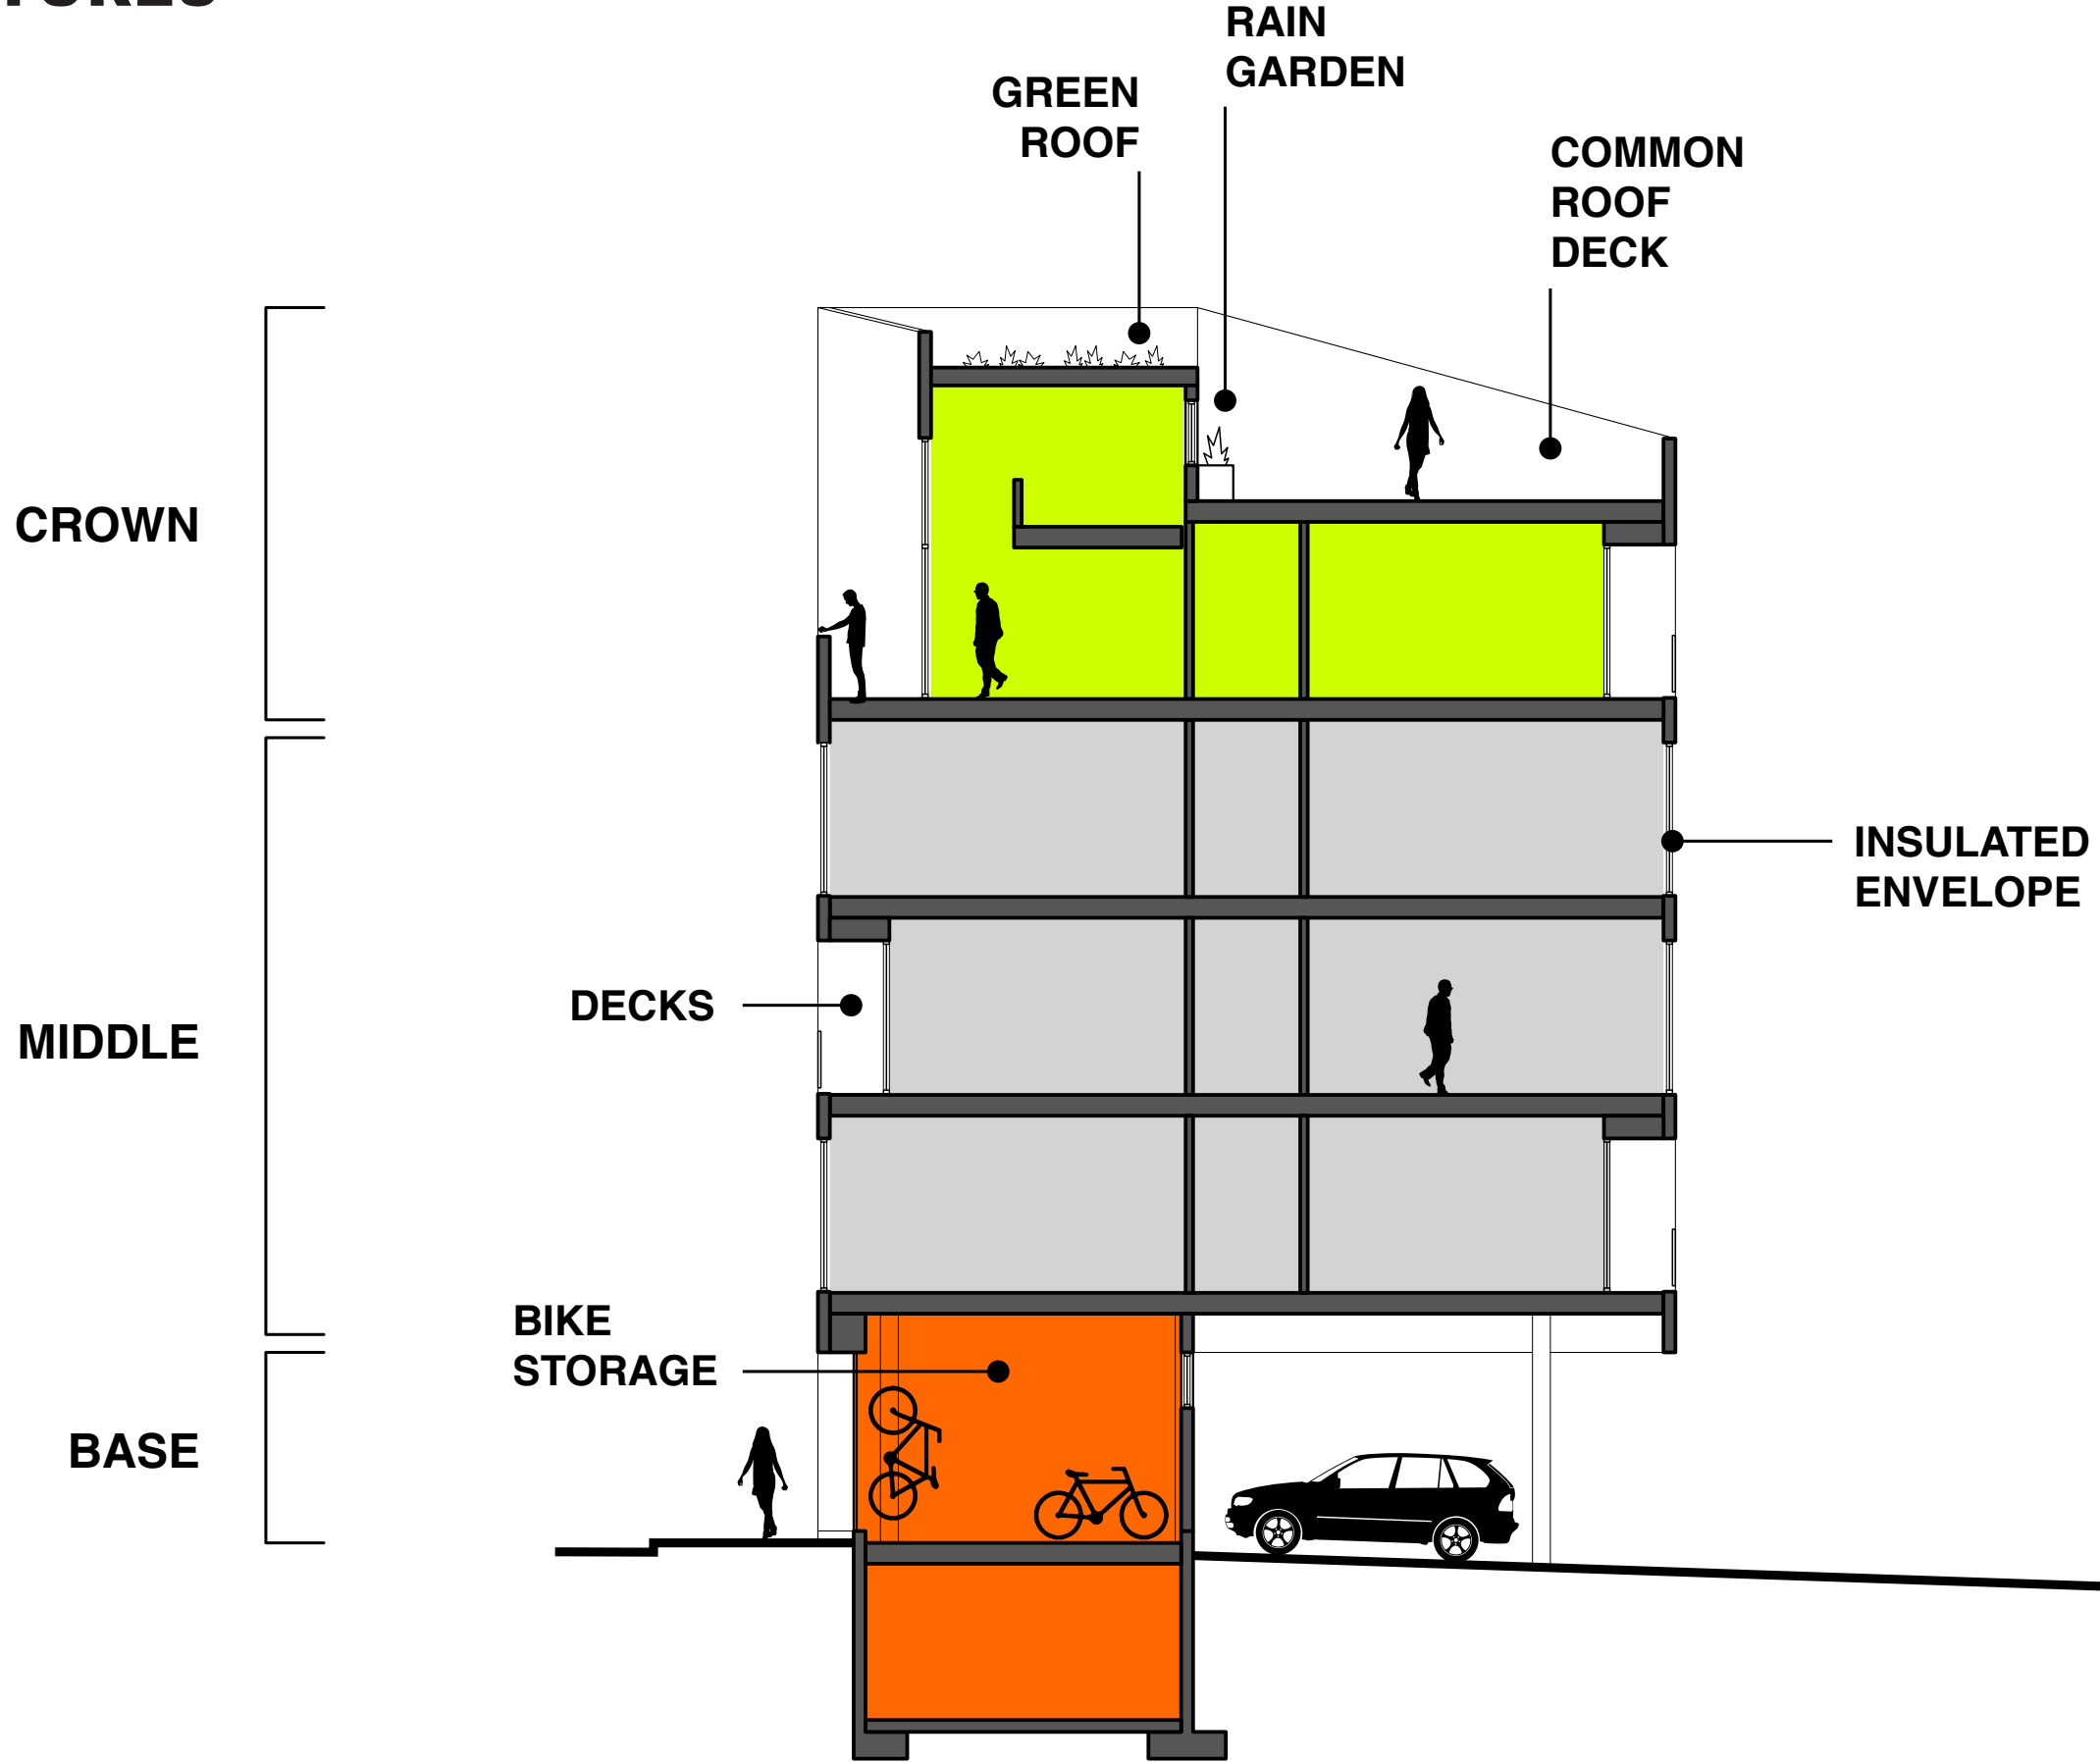 RAIN
GARDEN
GREEN
ROOF
COMMON
ROOF
DECK
CROWN
INSULATED
ENVELOPE
DECKS
MIDDLE
BIKE
STORAGE
BASE